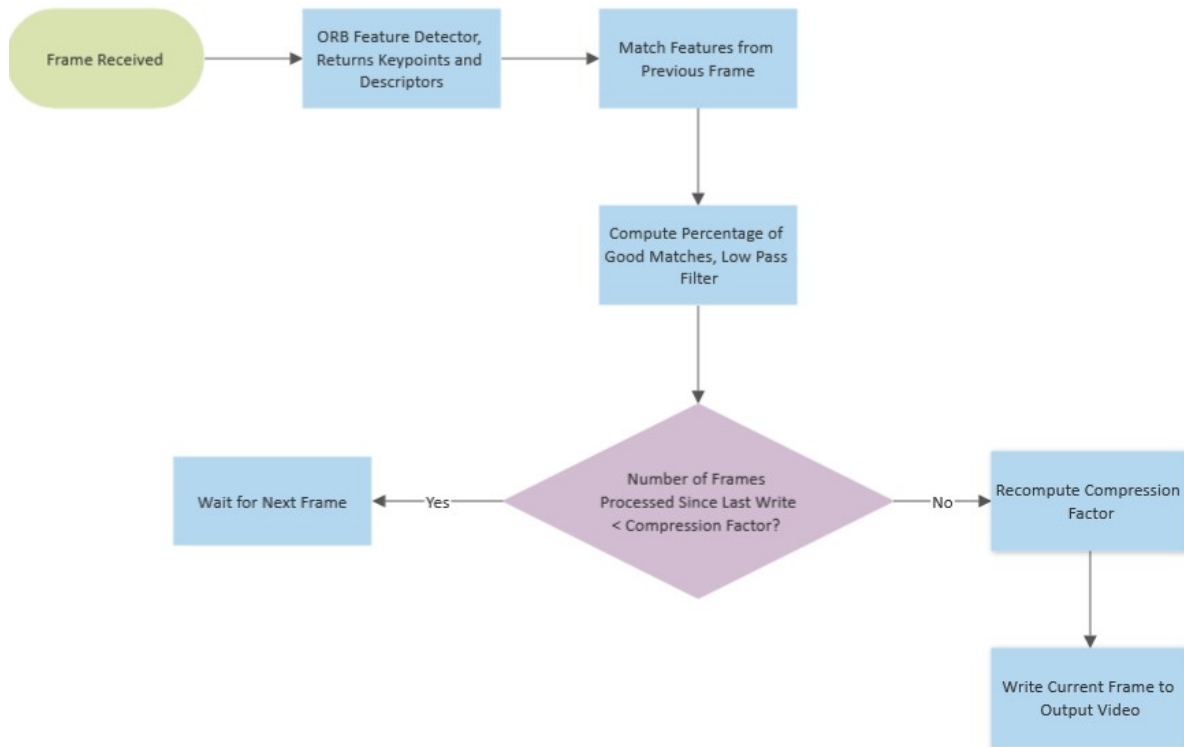 Frame Received
ORB Feature Detector,
Returns Keypoints and
Descriptors
Match Features from
Previous Frame
Compute Percentage of
Good Matches, Low Pass
Filter
Number of Frames
Processed Since Last Write
< Compression Factor?
Yes
Wait for Next Frame
No
Recompute Compression
Factor
Write Current Frame to
Output Video